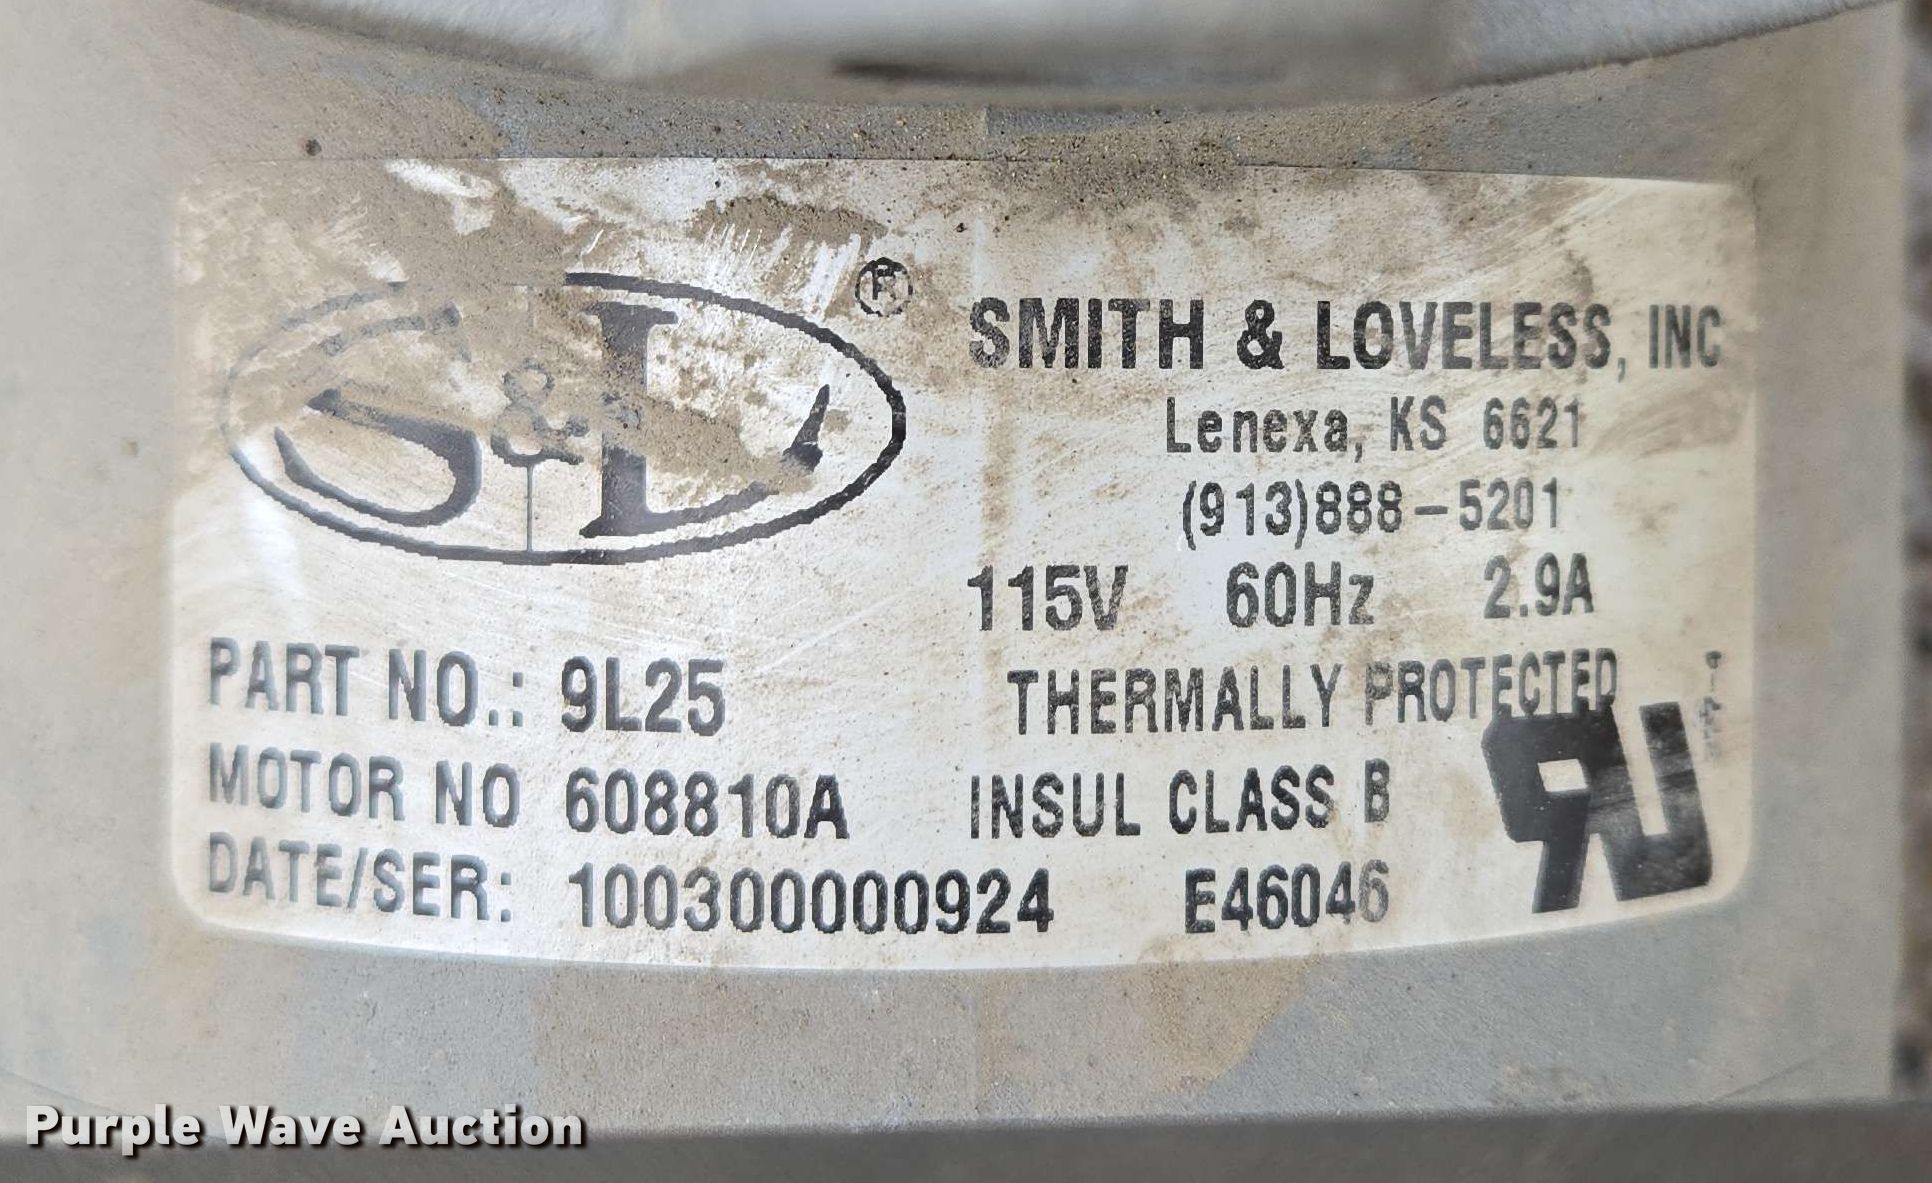 S&L®
SMITH & LOVELESS, INC
Lenexa, KS 6621
(913)888-5201
115V 60Hz 2.9A
PART NO.: 9L25 THERMALLY PROTECTED
MOTOR NO 608810A INSUL CLASS B
DATE/SER: 100300000924 E46046
Purple Wave Auction